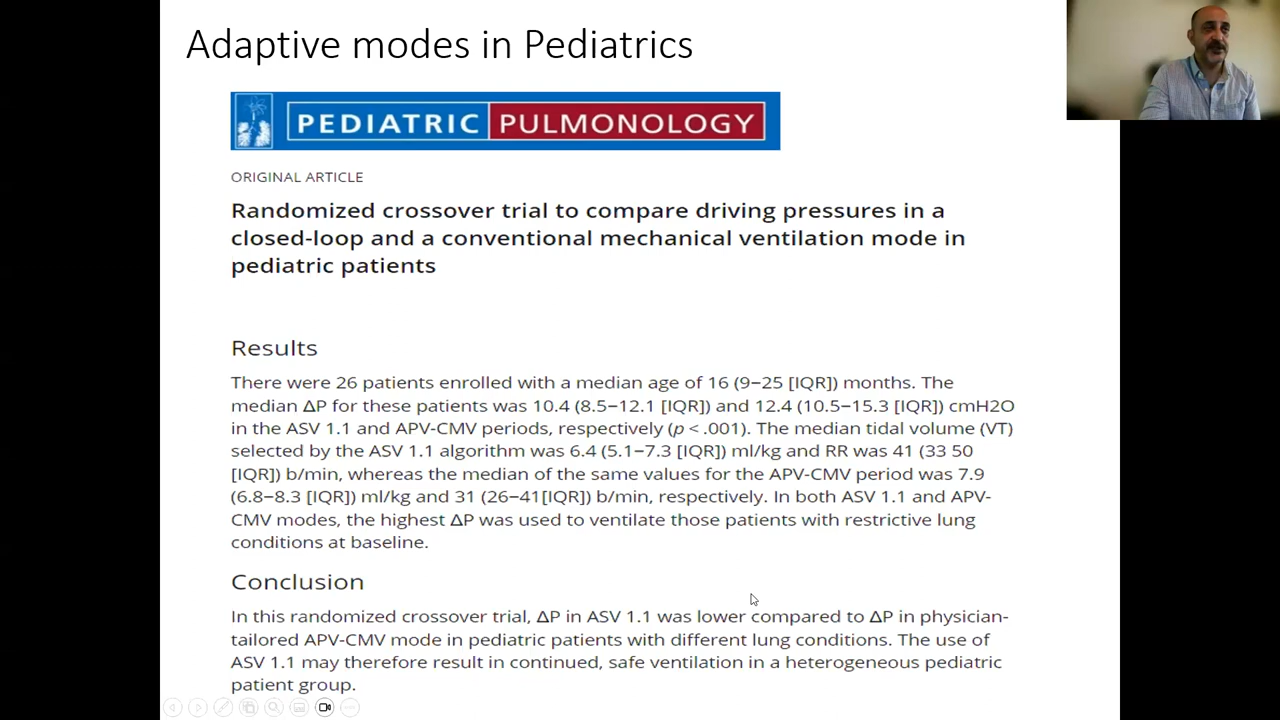 Adaptive modes in Pediatrics
PEDIATRIC PULMONOLOGY
ORIGINAL ARTICLE
Randomized crossover trial to compare driving pressures in a
closed-loop and a conventional mechanical ventilation mode in
pediatric patients
Results
There were 26 patients enrolled with a median age of 16 (9−25 [IQR]) months. The
median ΔP for these patients was 10.4 (8.5−12.1 [IQR]) and 12.4 (10.5−15.3 [IQR]) cmH2O
in the ASV 1.1 and APV-CMV periods, respectively (p < .001). The median tidal volume (VT)
selected by the ASV 1.1 algorithm was 6.4 (5.1−7.3 [IQR]) ml/kg and RR was 41 (33 50
[IQR]) b/min, whereas the median of the same values for the APV-CMV period was 7.9
(6.8−8.3 [IQR]) ml/kg and 31 (26−41[IQR]) b/min, respectively. In both ASV 1.1 and APV-
CMV modes, the highest ΔP was used to ventilate those patients with restrictive lung
conditions at baseline.
Conclusion
In this randomized crossover trial, ΔP in ASV 1.1 was lower compared to ΔP in physician-
tailored APV-CMV mode in pediatric patients with different lung conditions. The use of
ASV 1.1 may therefore result in continued, safe ventilation in a heterogeneous pediatric
patient group.